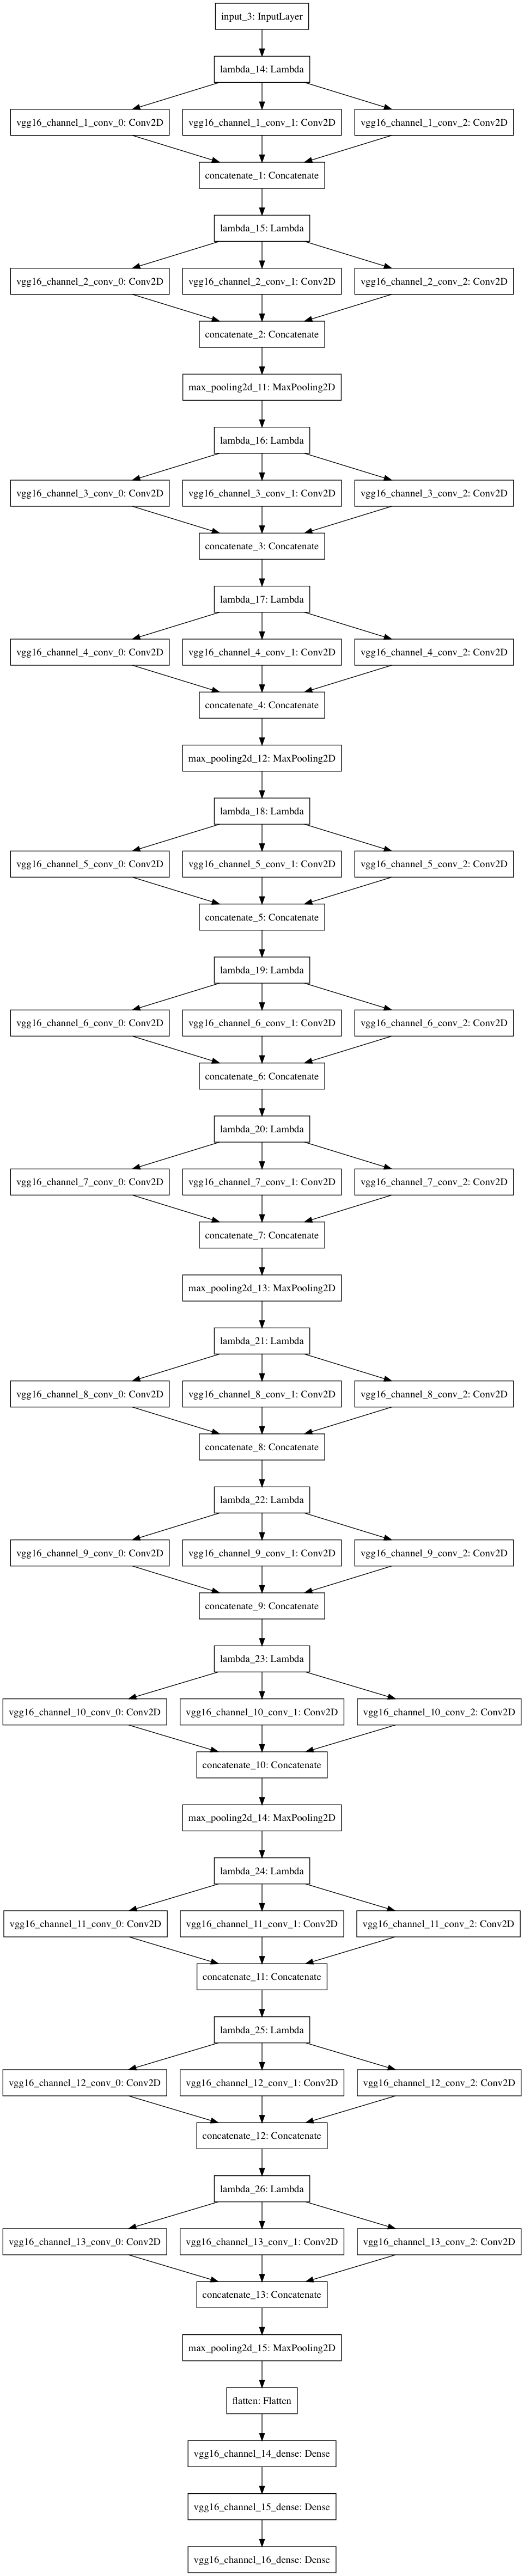 input_3: InputLayer
lambda_14: Lambda
vgg16_channel_1_conv_0: Conv2D
vgg16_channel_1_conv_1: Conv2D
vgg16_channel_1_conv_2: Conv2D
concatenate_1: Concatenate
lambda_15: Lambda
vgg16_channel_2_conv_0: Conv2D
vgg16_channel_2_conv_1: Conv2D
vgg16_channel_2_conv_2: Conv2D
concatenate_2: Concatenate
max_pooling2d_11: MaxPooling2D
lambda_16: Lambda
vgg16_channel_3_conv_0: Conv2D
vgg16_channel_3_conv_1: Conv2D
vgg16_channel_3_conv_2: Conv2D
concatenate_3: Concatenate
lambda_17: Lambda
vgg16_channel_4_conv_0: Conv2D
vgg16_channel_4_conv_1: Conv2D
vgg16_channel_4_conv_2: Conv2D
concatenate_4: Concatenate
max_pooling2d_12: MaxPooling2D
lambda_18: Lambda
vgg16_channel_5_conv_0: Conv2D
vgg16_channel_5_conv_1: Conv2D
vgg16_channel_5_conv_2: Conv2D
concatenate_5: Concatenate
lambda_19: Lambda
vgg16_channel_6_conv_0: Conv2D
vgg16_channel_6_conv_1: Conv2D
vgg16_channel_6_conv_2: Conv2D
concatenate_6: Concatenate
lambda_20: Lambda
vgg16_channel_7_conv_0: Conv2D
vgg16_channel_7_conv_1: Conv2D
vgg16_channel_7_conv_2: Conv2D
concatenate_7: Concatenate
max_pooling2d_13: MaxPooling2D
lambda_21: Lambda
vgg16_channel_8_conv_0: Conv2D
vgg16_channel_8_conv_1: Conv2D
vgg16_channel_8_conv_2: Conv2D
concatenate_8: Concatenate
lambda_22: Lambda
vgg16_channel_9_conv_0: Conv2D
vgg16_channel_9_conv_1: Conv2D
vgg16_channel_9_conv_2: Conv2D
concatenate_9: Concatenate
lambda_23: Lambda
vgg16_channel_10_conv_0: Conv2D
vgg16_channel_10_conv_1: Conv2D
vgg16_channel_10_conv_2: Conv2D
concatenate_10: Concatenate
max_pooling2d_14: MaxPooling2D
lambda_24: Lambda
vgg16_channel_11_conv_0: Conv2D
vgg16_channel_11_conv_1: Conv2D
vgg16_channel_11_conv_2: Conv2D
concatenate_11: Concatenate
lambda_25: Lambda
vgg16_channel_12_conv_0: Conv2D
vgg16_channel_12_conv_1: Conv2D
vgg16_channel_12_conv_2: Conv2D
concatenate_12: Concatenate
lambda_26: Lambda
vgg16_channel_13_conv_0: Conv2D
vgg16_channel_13_conv_1: Conv2D
vgg16_channel_13_conv_2: Conv2D
concatenate_13: Concatenate
max_pooling2d_15: MaxPooling2D
flatten: Flatten
vgg16_channel_14_dense: Dense
vgg16_channel_15_dense: Dense
vgg16_channel_16_dense: Dense